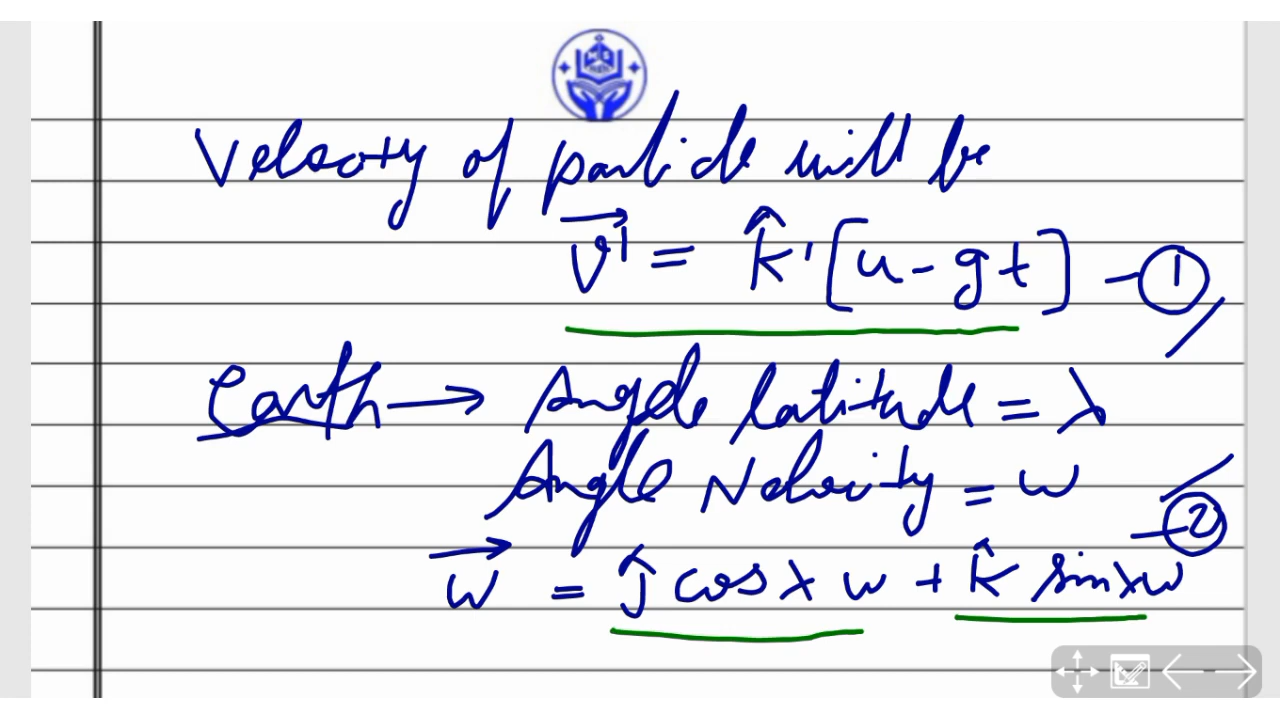 Velocity of particle will be
v⃗' = k̂' [u - gt] - ①
Earth → Angle latitude = λ
Angle Velocity = w
- ②
w⃗ = ĵ cos λ w + k̂ sin λ w